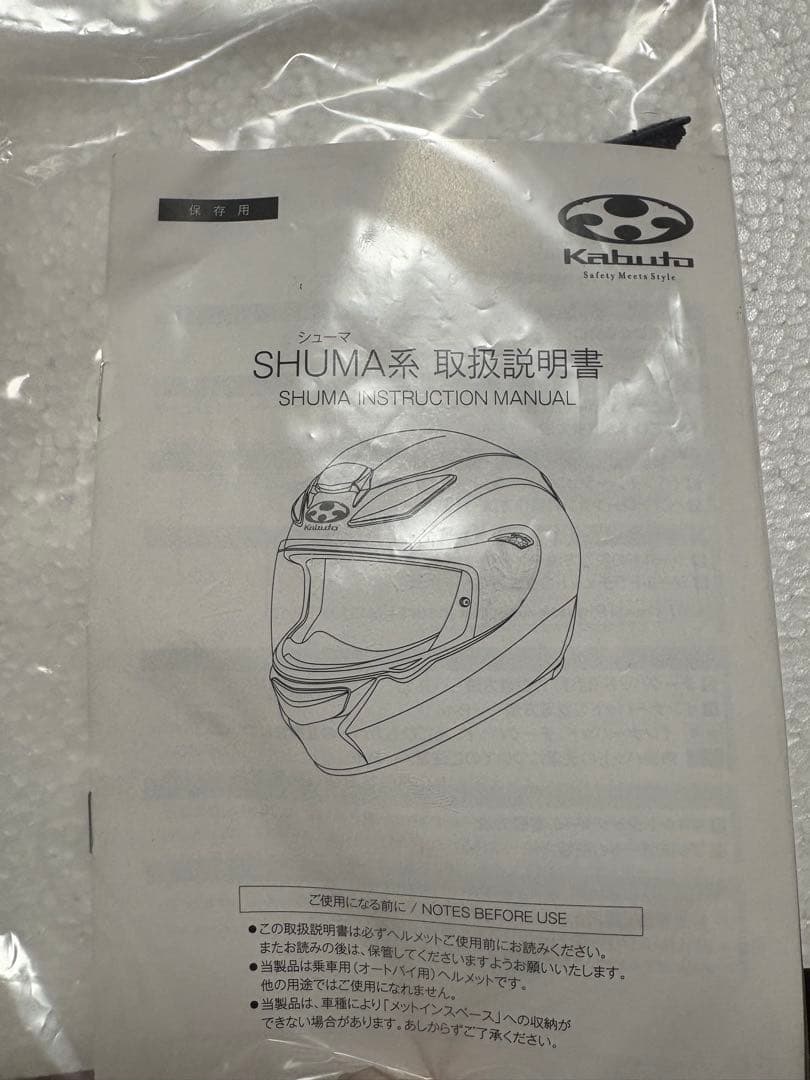 保存用
Kabuto
Safety Meets Style
シューマ
SHUMA系 取扱説明書
SHUMA INSTRUCTION MANUAL
Kabuto
ご使用になる前に / NOTES BEFORE USE
●この取扱説明書は必ずヘルメットご使用前にお読みください。
またお読みの後は、保管してくださいますようお願いいたします。
●当製品は乗車用(オートバイ用)ヘルメットです。
他の用途ではご使用になれません。
●当製品は、車種により「メットインスペース」への収納が
できない場合があります。あしからずご了承ください。